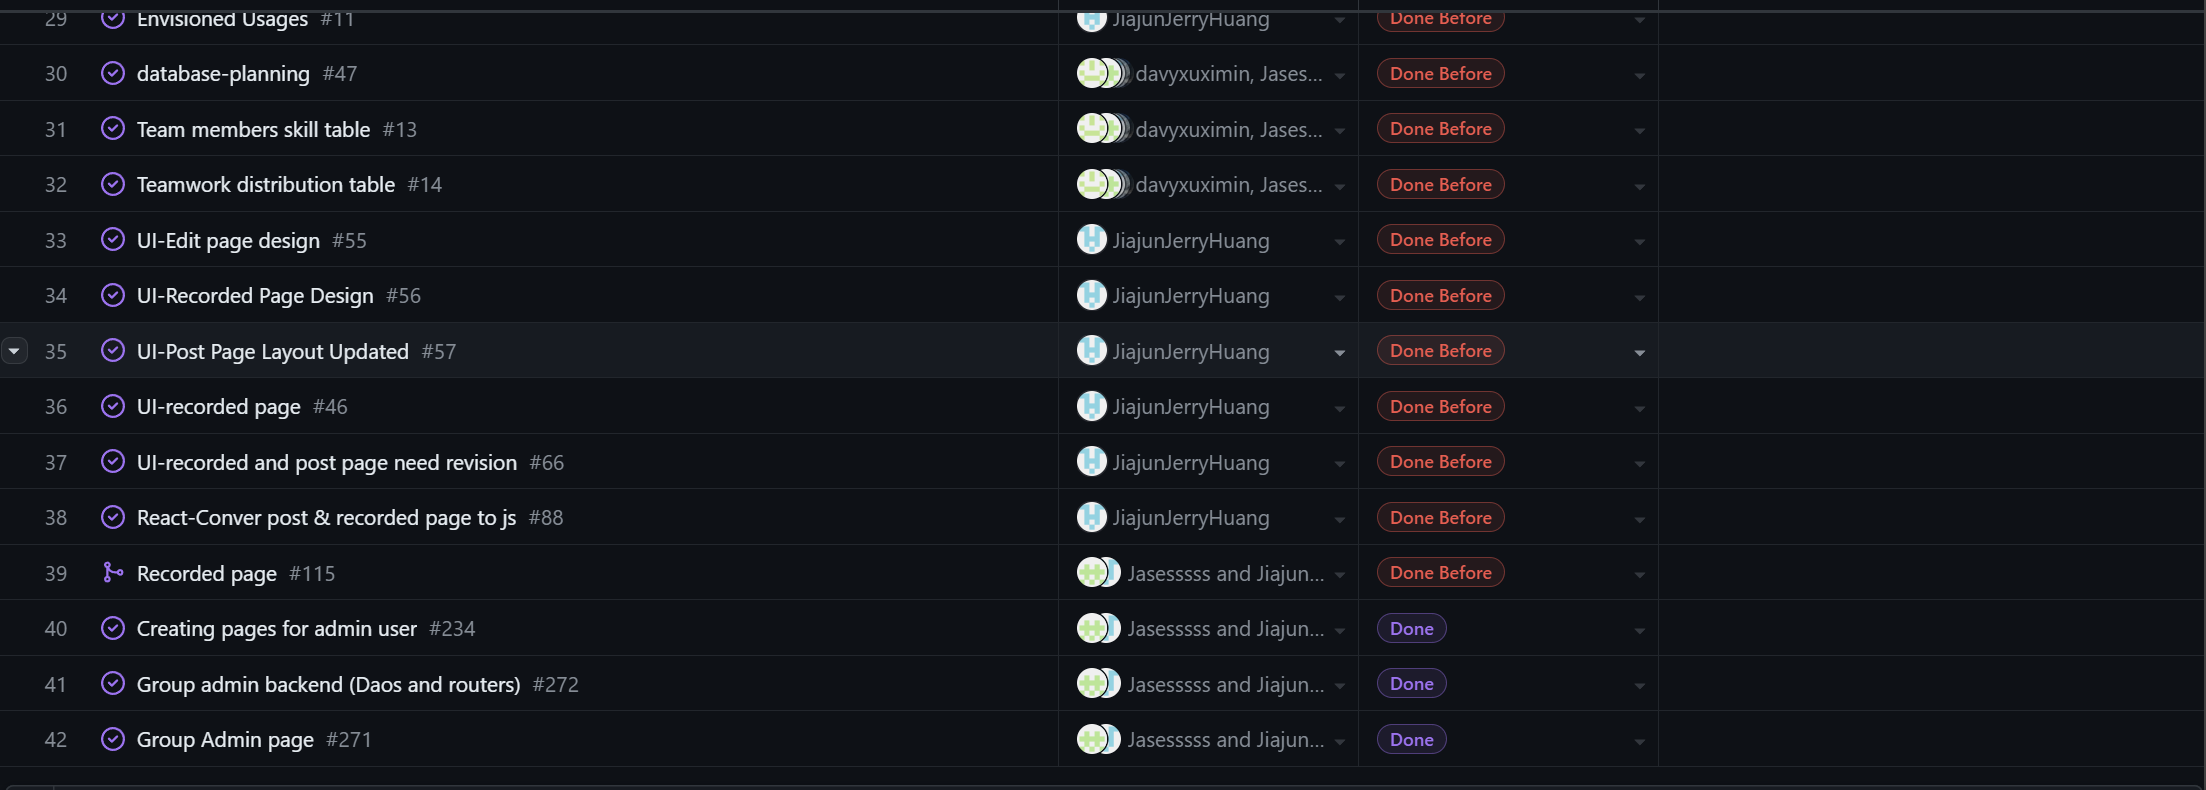 29 Envisioned Usages #11 JiajunJerryHuang Done Before
30 database-planning #47 davyxuximin, Jases... Done Before
31 Team members skill table #13 davyxuximin, Jases... Done Before
32 Teamwork distribution table #14 davyxuximin, Jases... Done Before
33 UI-Edit page design #55 JiajunJerryHuang Done Before
34 UI-Recorded Page Design #56 JiajunJerryHuang Done Before
35 UI-Post Page Layout Updated #57 JiajunJerryHuang Done Before
36 UI-recorded page #46 JiajunJerryHuang Done Before
37 UI-recorded and post page need revision #66 JiajunJerryHuang Done Before
38 React-Conver post & recorded page to js #88 JiajunJerryHuang Done Before
39 Recorded page #115 Jasesssss and Jiajun... Done Before
40 Creating pages for admin user #234 Jasesssss and Jiajun... Done
41 Group admin backend (Daos and routers) #272 Jasesssss and Jiajun... Done
42 Group Admin page #271 Jasesssss and Jiajun... Done